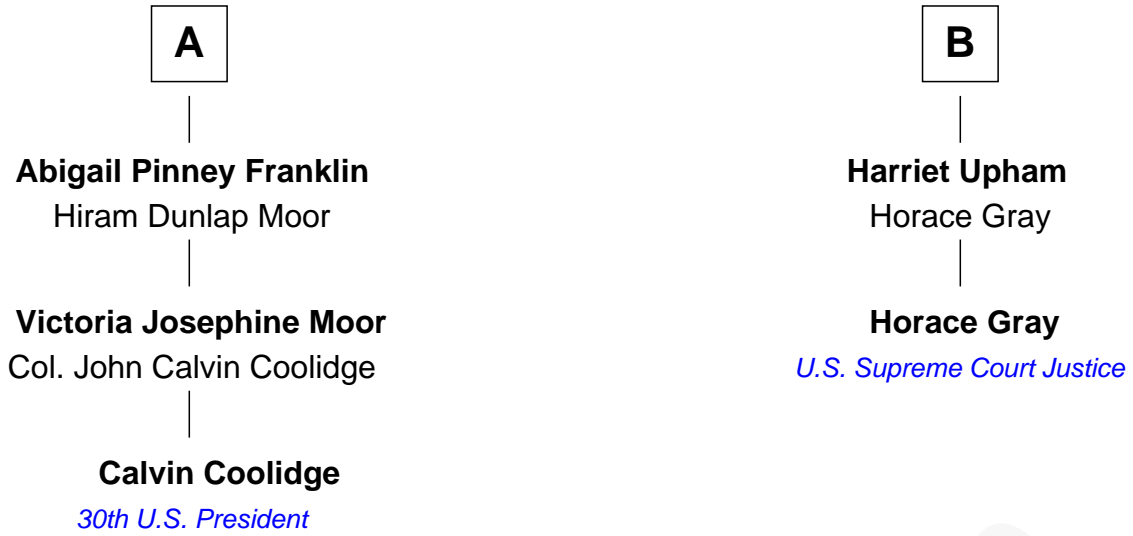 A
B
Abigail Pinney Franklin
Hiram Dunlap Moor
Harriet Upham
Horace Gray
Victoria Josephine Moor
Col. John Calvin Coolidge
Horace Gray
U.S. Supreme Court Justice
Calvin Coolidge
30th U.S. President